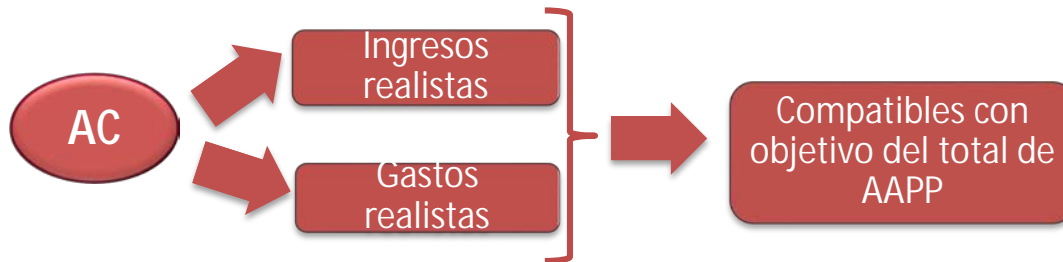 AC
Ingresos
realistas
Gastos
realistas
Compatibles con
objetivo del total de
AAPP